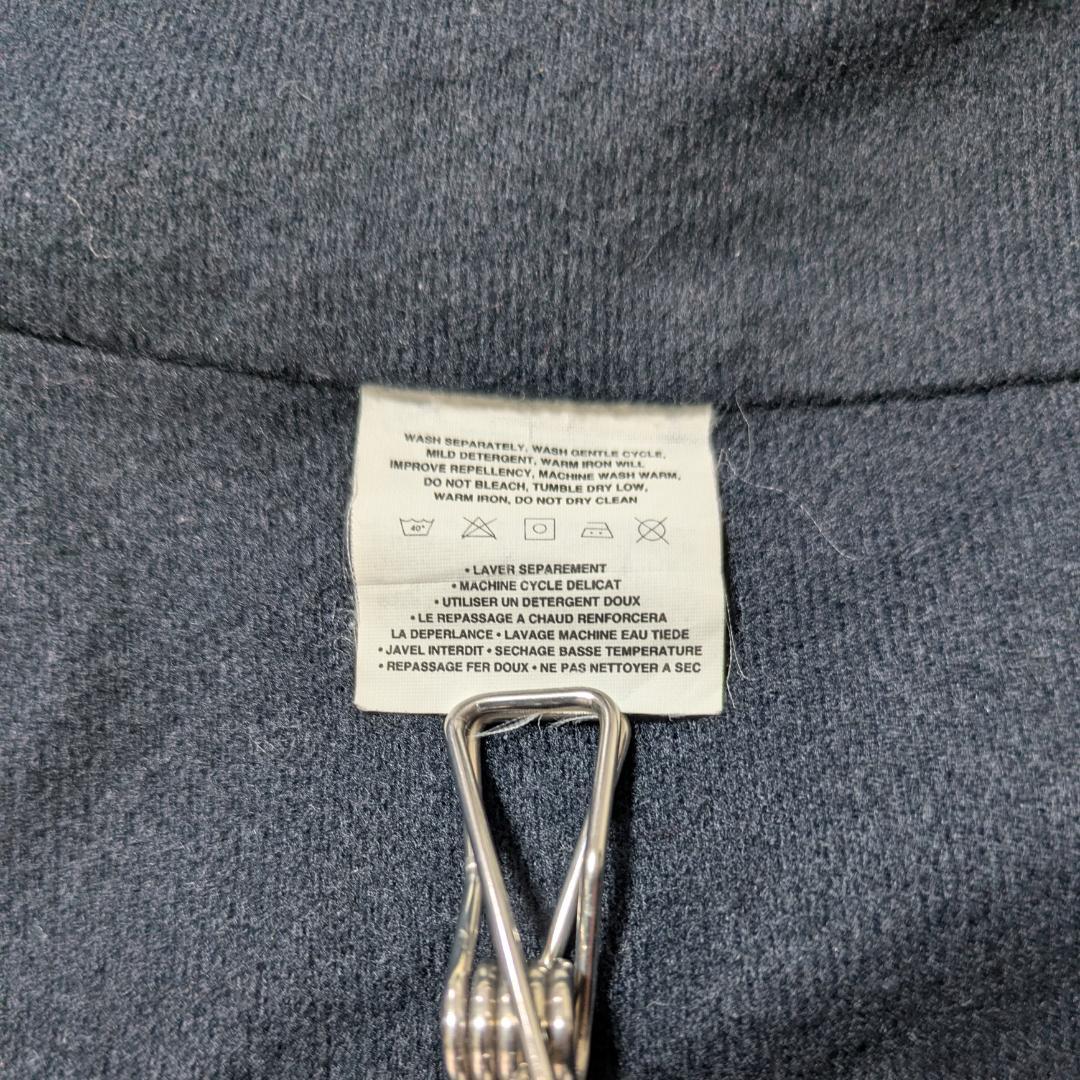 WASH SEPARATELY, WASH GENTLE CYCLE,
MILD DETERGENT, WARM IRON WILL
IMPROVE REPELLENCY, MACHINE WASH WARM,
DO NOT BLEACH, TUMBLE DRY LOW,
WARM IRON, DO NOT DRY CLEAN
40°
• LAVER SEPAREMENT
• MACHINE CYCLE DELICAT
• UTILISER UN DETERGENT DOUX
• LE REPASSAGE A CHAUD RENFORCERA
LA DEPERLANCE • LAVAGE MACHINE EAU TIEDE
• JAVEL INTERDIT • SECHAGE BASSE TEMPERATURE
• REPASSAGE FER DOUX • NE PAS NETTOYER A SEC